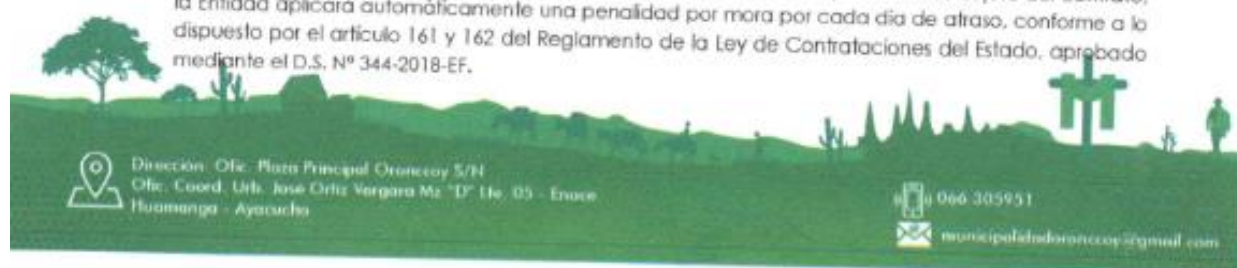 la Entidad aplicará automáticamente una penalidad por mora por cada día de atraso, conforme a lo
dispuesto por el artículo 161 y 162 del Reglamento de la Ley de Contrataciones del Estado, aprobado
mediante el D.S. Nº 344-2018-EF.
Dirección: Ofic. Plaza Principal Oronccoy S/N
Ofic. Coord. Urb. José Ortiz Vergara Mz "D" Lte. 05 - Enace
Huamanga - Ayacucho
066 305951
municipalidadoronccoy@gmail.com